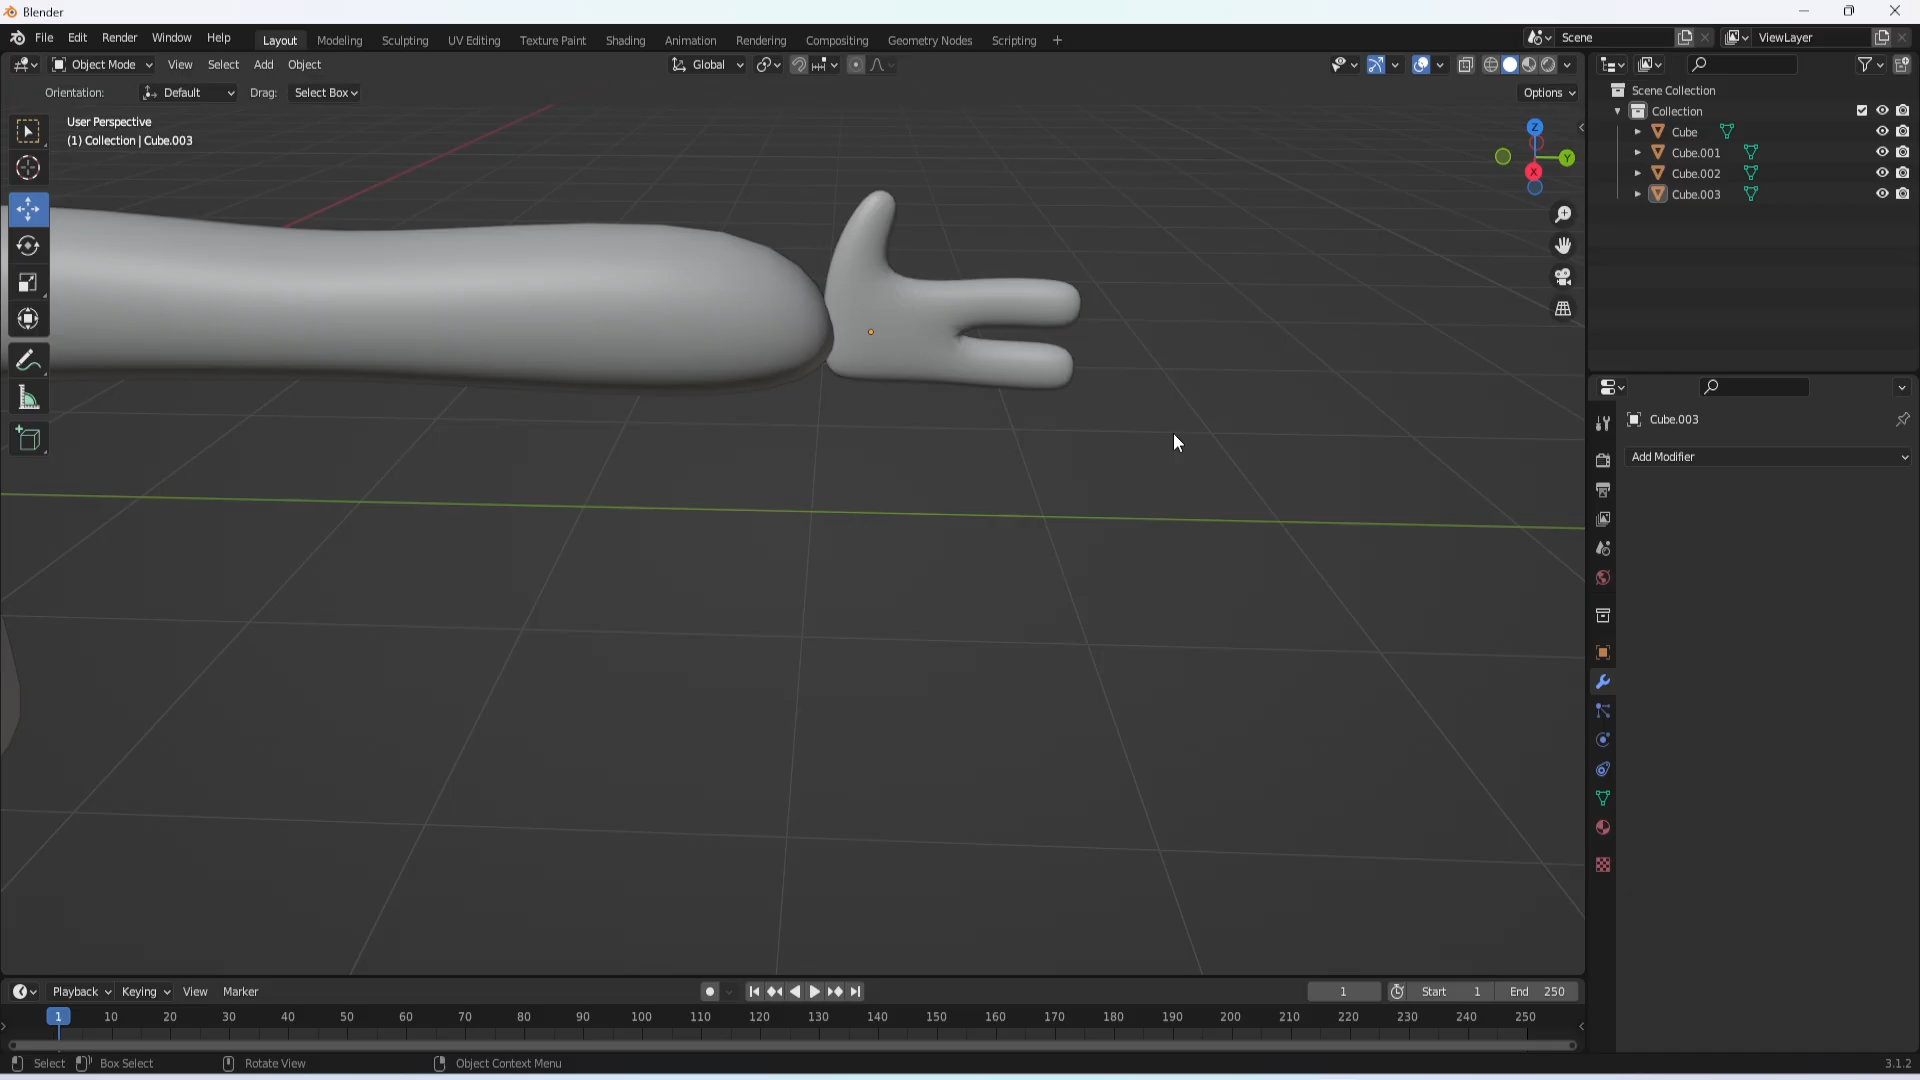 Blender
File Edit Render Window Help Layout Modeling Sculpting UV Editing Texture Paint Shading Animation Rendering Compositing Geometry Nodes Scripting + Scene ViewLayer
Object Mode View Select Add Object Global
Orientation: Default Drag: Select Box Options
User Perspective
(1) Collection | Cube.003
Z
Y
X
Scene Collection
Collection
Cube
Cube.001
Cube.002
Cube.003
Cube.003
Add Modifier
Playback Keying View Marker 1 Start 1 End 250
1 10 20 30 40 50 60 70 80 90 100 110 120 130 140 150 160 170 180 190 200 210 220 230 240 250
Select Box Select Rotate View Object Context Menu 3.1.2